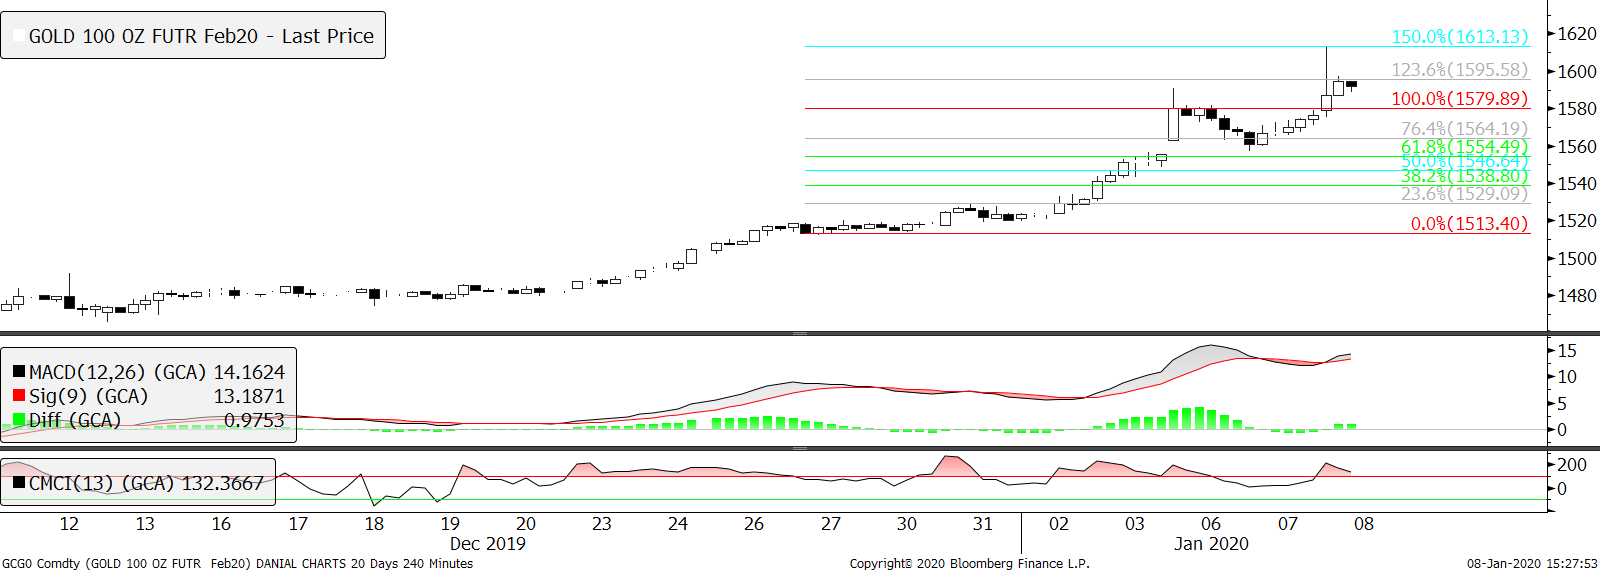 GOLD 100 OZ FUTR Feb20 - Last Price
150.0%(1613.13)
123.6%(1595.58)
100.0%(1579.89)
76.4%(1564.19)
61.8%(1554.49)
50.0%(1546.64)
38.2%(1538.80)
23.6%(1529.09)
0.0%(1513.40)
1620
1600
1580
1560
1540
1520
1500
1480
MACD(12,26) (GCA) 14.1624
Sig(9) (GCA) 13.1871
Diff (GCA) 0.9753
15
10
5
0
CMCI(13) (GCA) 132.3667
200
0
12 13 16 17 18 19 20 23 24 26 27 30 31 02 03 06 07 08
Dec 2019 Jan 2020
GCG0 Comdty (GOLD 100 OZ FUTR Feb20) DANIAL CHARTS 20 Days 240 Minutes Copyright© 2020 Bloomberg Finance L.P. 08-Jan-2020 15:27:53